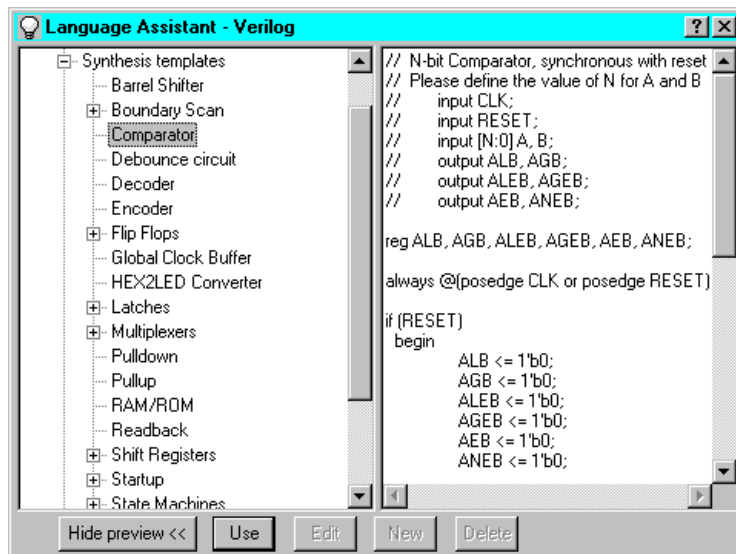 Language Assistant - Verilog
Synthesis templates
Barrel Shifter
Boundary Scan
Comparator
Debounce circuit
Decoder
Encoder
Flip Flops
Global Clock Buffer
HEX2LED Converter
Latches
Multiplexers
Pulldown
Pullup
RAM/ROM
Readback
Shift Registers
Startup
State Machines
// N-bit Comparator, synchronous with reset
// Please define the value of N for A and B
// input CLK;
// input RESET;
// input [N:0] A, B;
// output ALB, AGB;
// output ALEB, AGEB;
// output AEB, ANEB;
reg ALB, AGB, ALEB, AGEB, AEB, ANEB;
always @(posedge CLK or posedge RESET)
if (RESET)
begin
ALB <= 1'b0;
AGB <= 1'b0;
ALEB <= 1'b0;
AGEB <= 1'b0;
AEB <= 1'b0;
ANEB <= 1'b0;
Hide preview <<
Use
Edit
New
Delete